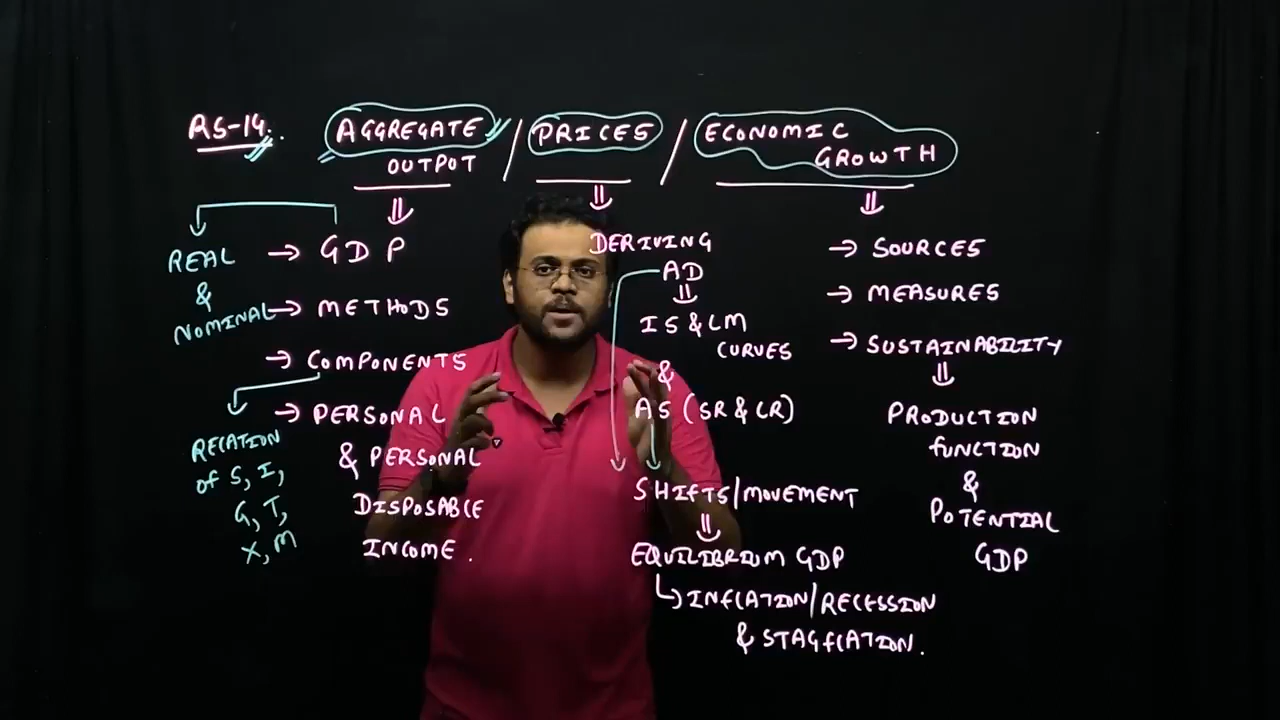 RS-14.. AGGREGATE / PRICES / ECONOMIC
OUTPUT GROWTH
REAL
&
NOMINAL
→ GDP
→ METHODS
→ COMPONENTS
→ PERSONAL
& PERSONAL
DISPOSABLE
INCOME.
RELATION
of S, I,
G, T,
X, M
DERIVING
AD
IS & LM
CURVES
&
AS (SR & LR)
SHIFTS/MOVEMENT
EQUILIBRIUM GDP
INFLATION/RECESSION
& STAGFLATION.
→ SOURCES
→ MEASURES
→ SUSTAINABILITY
PRODUCTION
FUNCTION
&
POTENTIAL
GDP